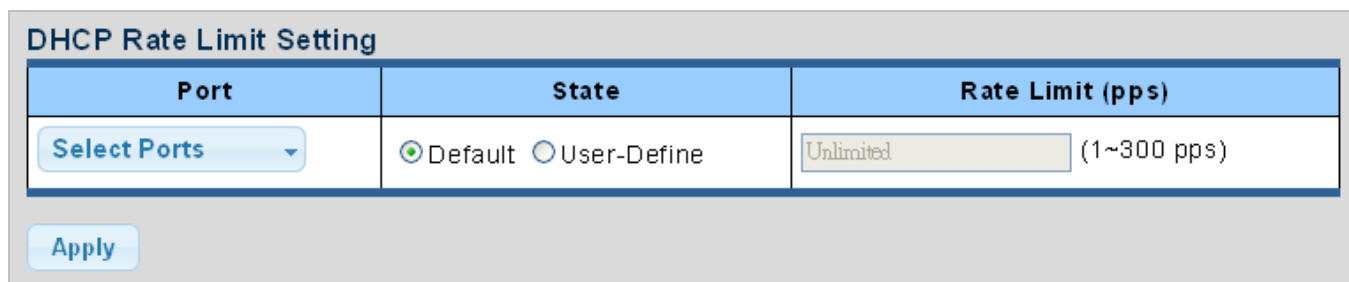 DHCP Rate Limit Setting
Port State Rate Limit (pps)
Select Ports Default User-Define Unlimited (1~300 pps)
Apply